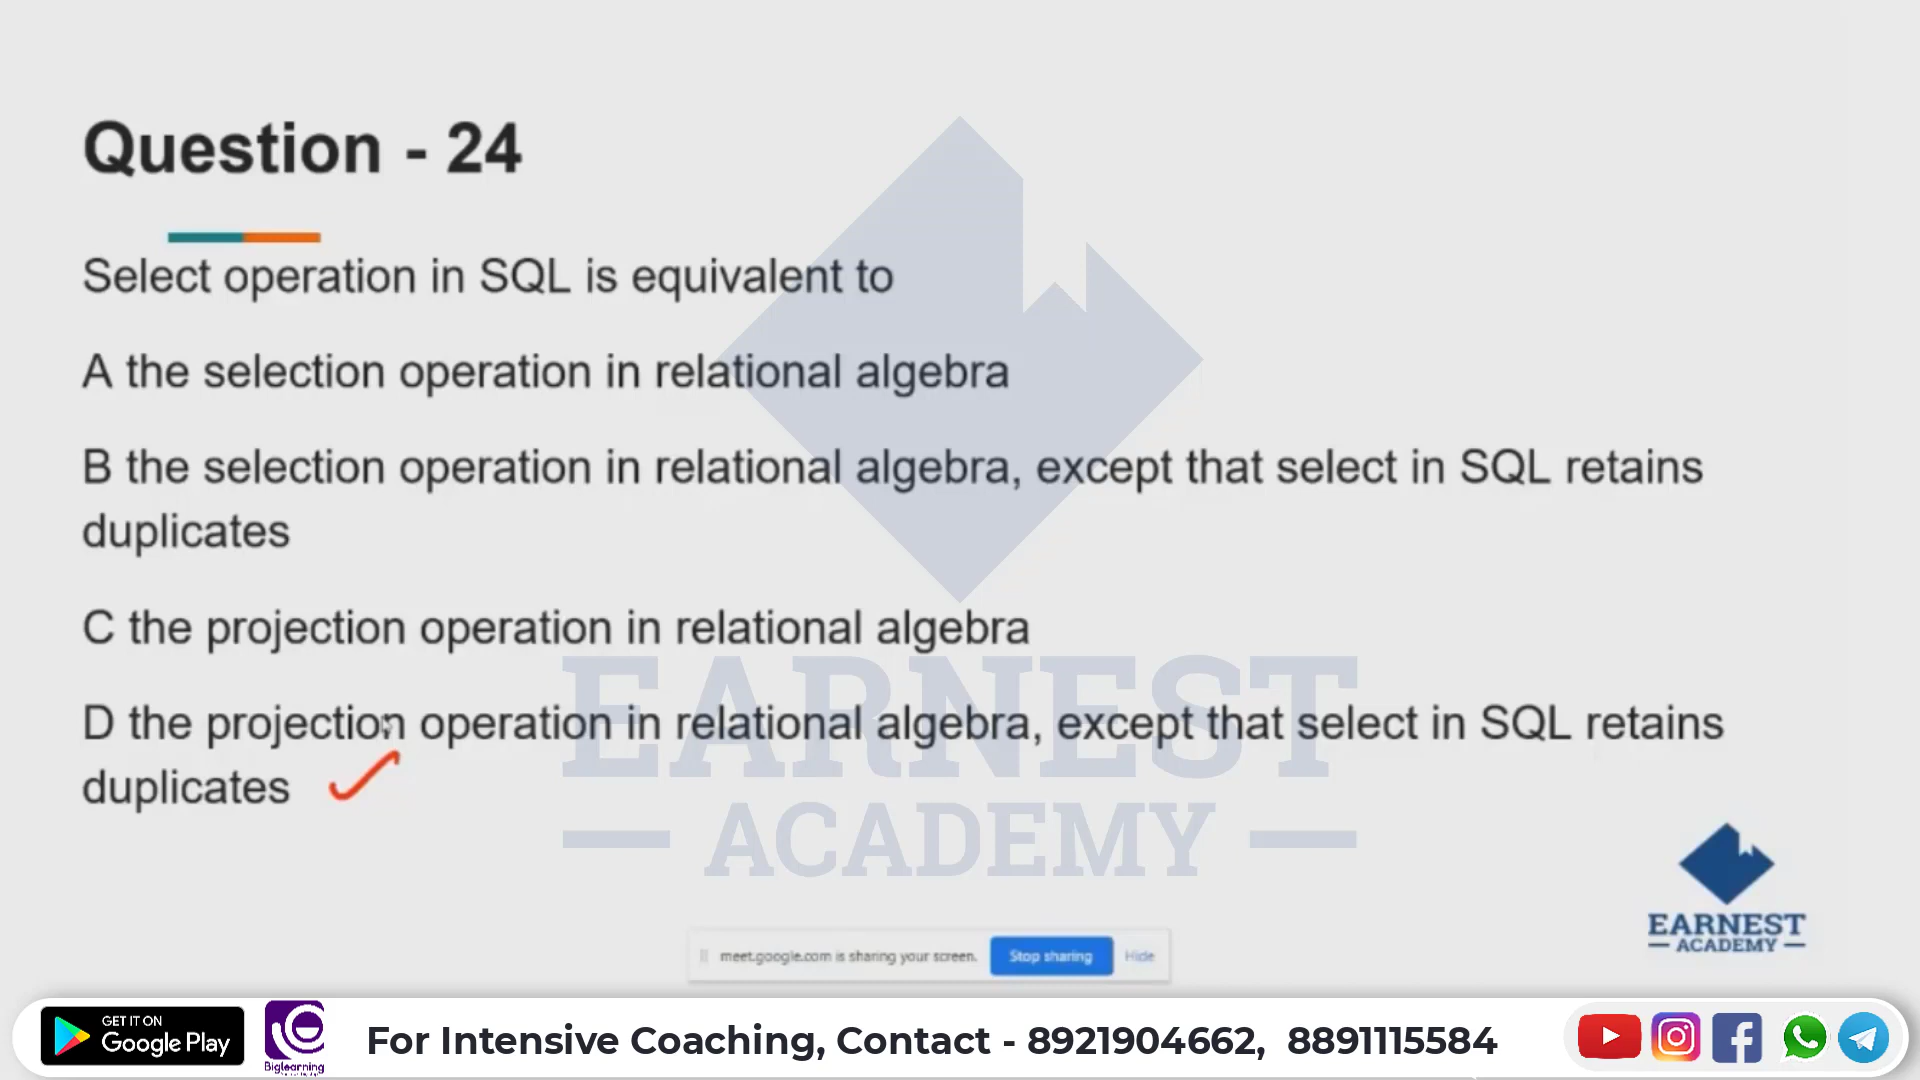 Question - 24
Select operation in SQL is equivalent to
A the selection operation in relational algebra
B the selection operation in relational algebra, except that select in SQL retains
duplicates
C the projection operation in relational algebra
D the projection operation in relational algebra, except that select in SQL retains
duplicates
EARNEST
ACADEMY
EARNEST
ACADEMY
meet.google.com is sharing your screen. Stop sharing Hide
GET IT ON
Google Play
Biglearning
For Intensive Coaching, Contact - 8921904662, 8891115584